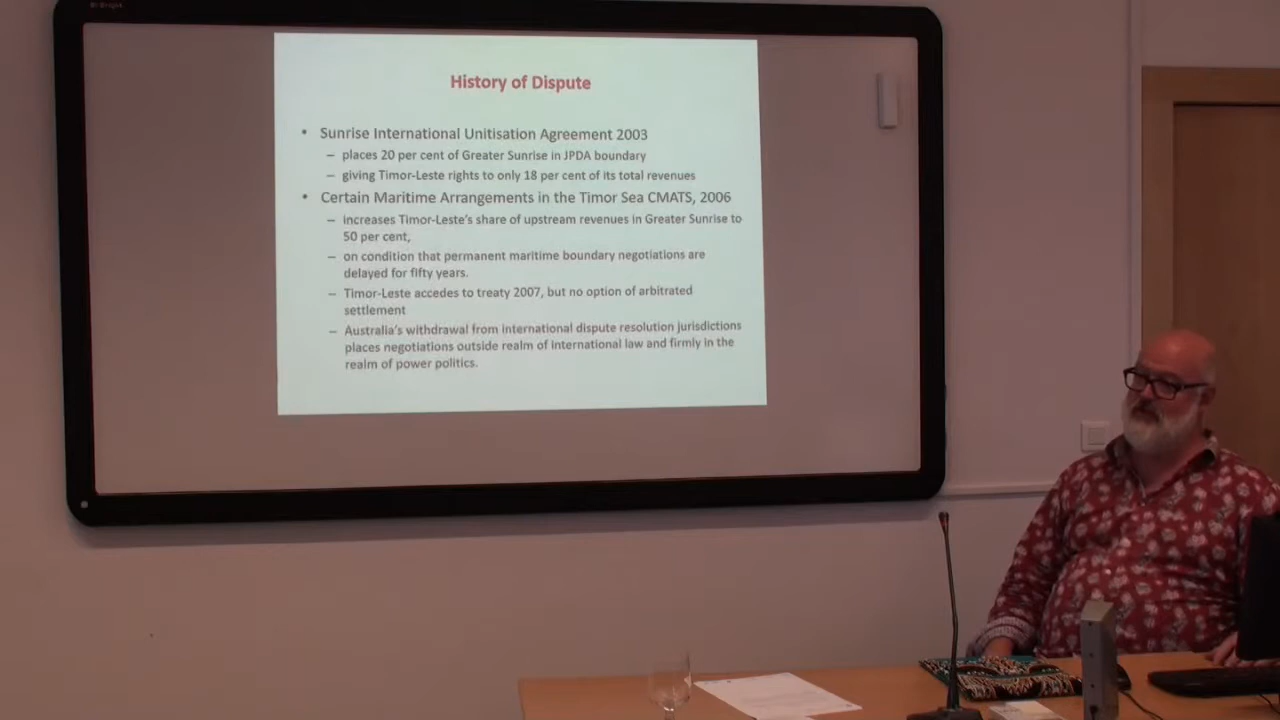 History of Dispute
• Sunrise International Unitisation Agreement 2003
– places 20 per cent of Greater Sunrise in JPDA boundary
– giving Timor-Leste rights to only 18 per cent of its total revenues
• Certain Maritime Arrangements in the Timor Sea CMATS, 2006
– increases Timor-Leste's share of upstream revenues in Greater Sunrise to
50 per cent,
– on condition that permanent maritime boundary negotiations are
delayed for fifty years.
– Timor-Leste accedes to treaty 2007, but no option of arbitrated
settlement
– Australia's withdrawal from international dispute resolution jurisdictions
places negotiations outside realm of international law and firmly in the
realm of power politics.